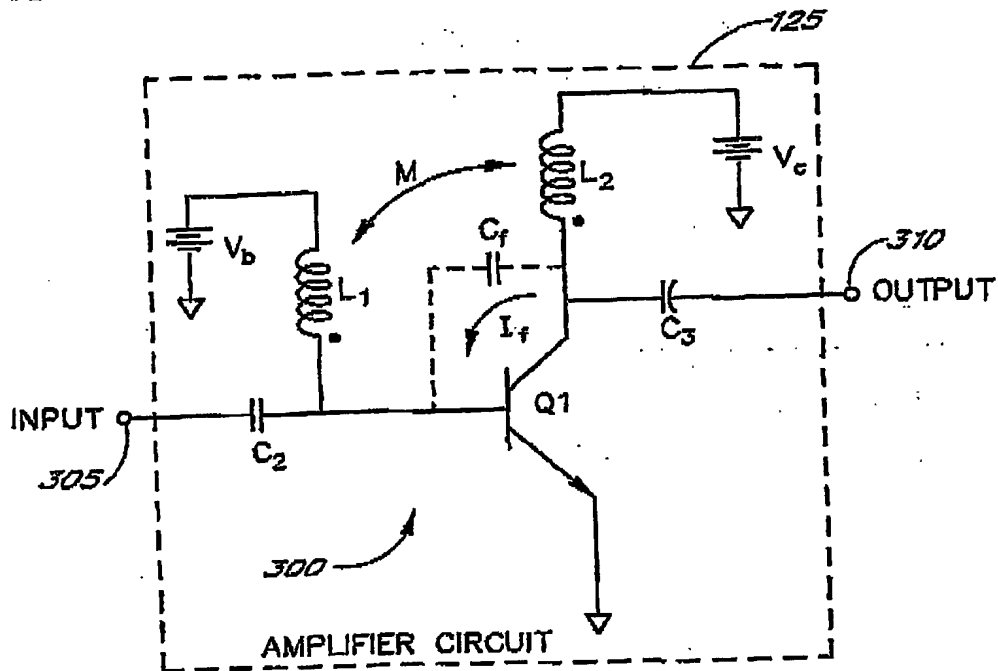 125
M
L2
Vc
Vb
L1
Cf
If
310
OUTPUT
C3
INPUT
C2
Q1
305
300
AMPLIFIER CIRCUIT